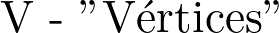 V - ”Vértices”